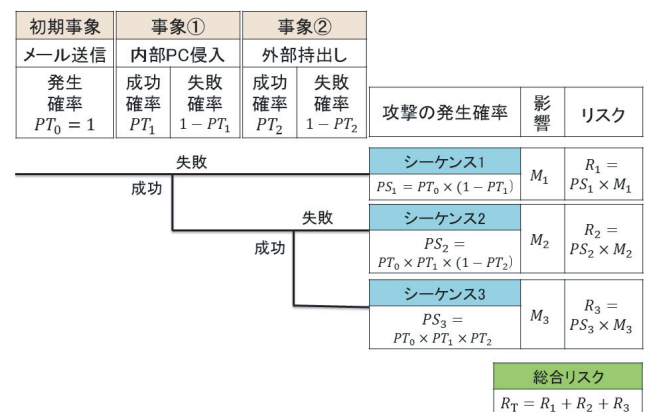 初期事象 事象① 事象②
メール送信 内部PC侵入 外部持出し
発生 成功 失敗 成功 失敗
確率 確率 確率 確率 確率
PT₀ = 1 PT₁ 1 − PT₁ PT₂ 1 − PT₂
攻撃の発生確率 影響 リスク
失敗
成功
シーケンス1
PS₁ = PT₀ × (1 − PT₁)
M₁
R₁ =
PS₁ × M₁
失敗
成功
シーケンス2
PS₂ =
PT₀ × PT₁ × (1 − PT₂)
M₂
R₂ =
PS₂ × M₂
シーケンス3
PS₃ =
PT₀ × PT₁ × PT₂
M₃
R₃ =
PS₃ × M₃
総合リスク
R_T = R₁ + R₂ + R₃